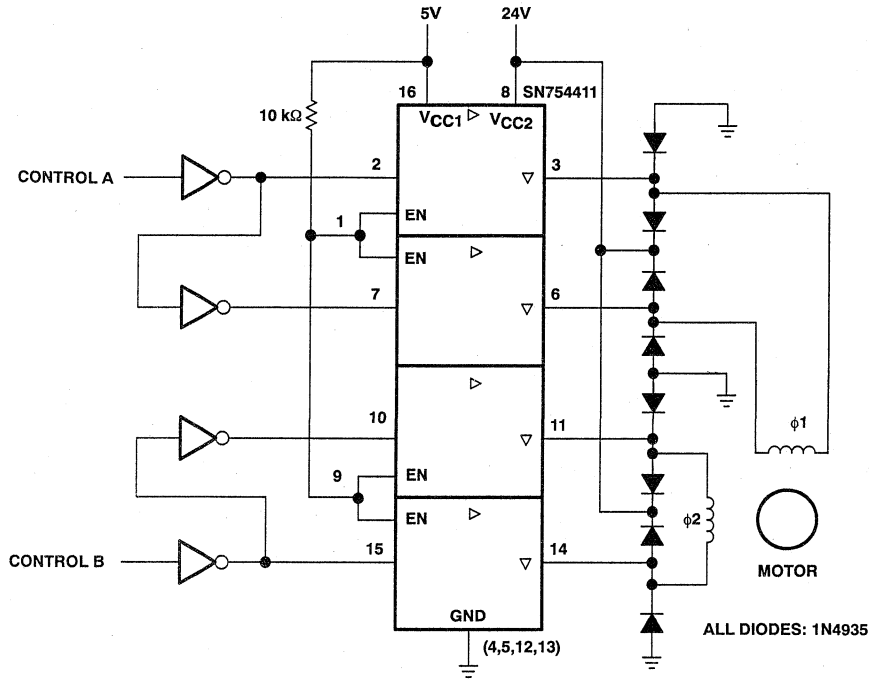 5V
24V
16
8
SN754411
10 kΩ
VCC1
VCC2
CONTROL A
2
3
1
EN
EN
7
6
10
11
ϕ1
9
EN
EN
ϕ2
CONTROL B
15
14
MOTOR
GND
(4,5,12,13)
ALL DIODES: 1N4935